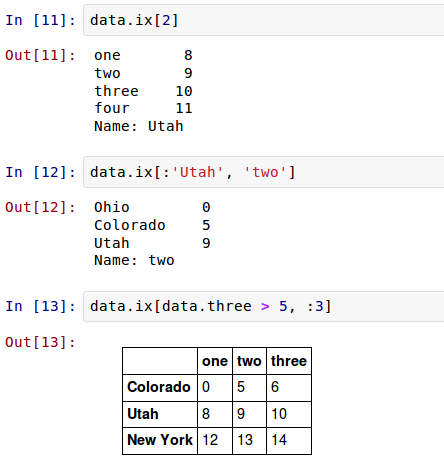 In [11]: data.ix[2]
Out[11]: one 8
two 9
three 10
four 11
Name: Utah
In [12]: data.ix[:'Utah', 'two']
Out[12]: Ohio 0
Colorado 5
Utah 9
Name: two
In [13]: data.ix[data.three > 5, :3]
Out[13]:
one two three
Colorado 0 5 6
Utah 8 9 10
New York 12 13 14